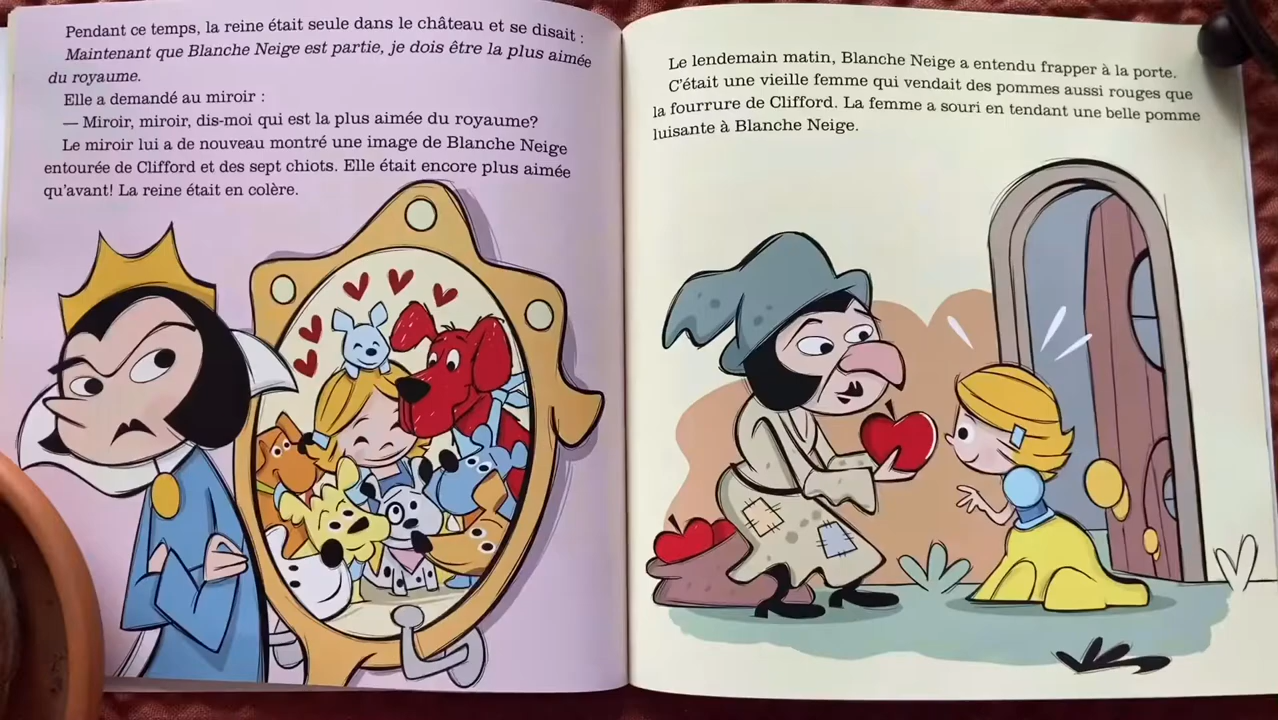 Pendant ce temps, la reine était seule dans le château et se disait :
Maintenant que Blanche Neige est partie, je dois être la plus aimée
du royaume.
Elle a demandé au miroir :
— Miroir, miroir, dis-moi qui est la plus aimée du royaume?
Le miroir lui a de nouveau montré une image de Blanche Neige
entourée de Clifford et des sept chiots. Elle était encore plus aimée
qu'avant! La reine était en colère.
Le lendemain matin, Blanche Neige a entendu frapper à la porte.
C'était une vieille femme qui vendait des pommes aussi rouges que
la fourrure de Clifford. La femme a souri en tendant une belle pomme
luisante à Blanche Neige.